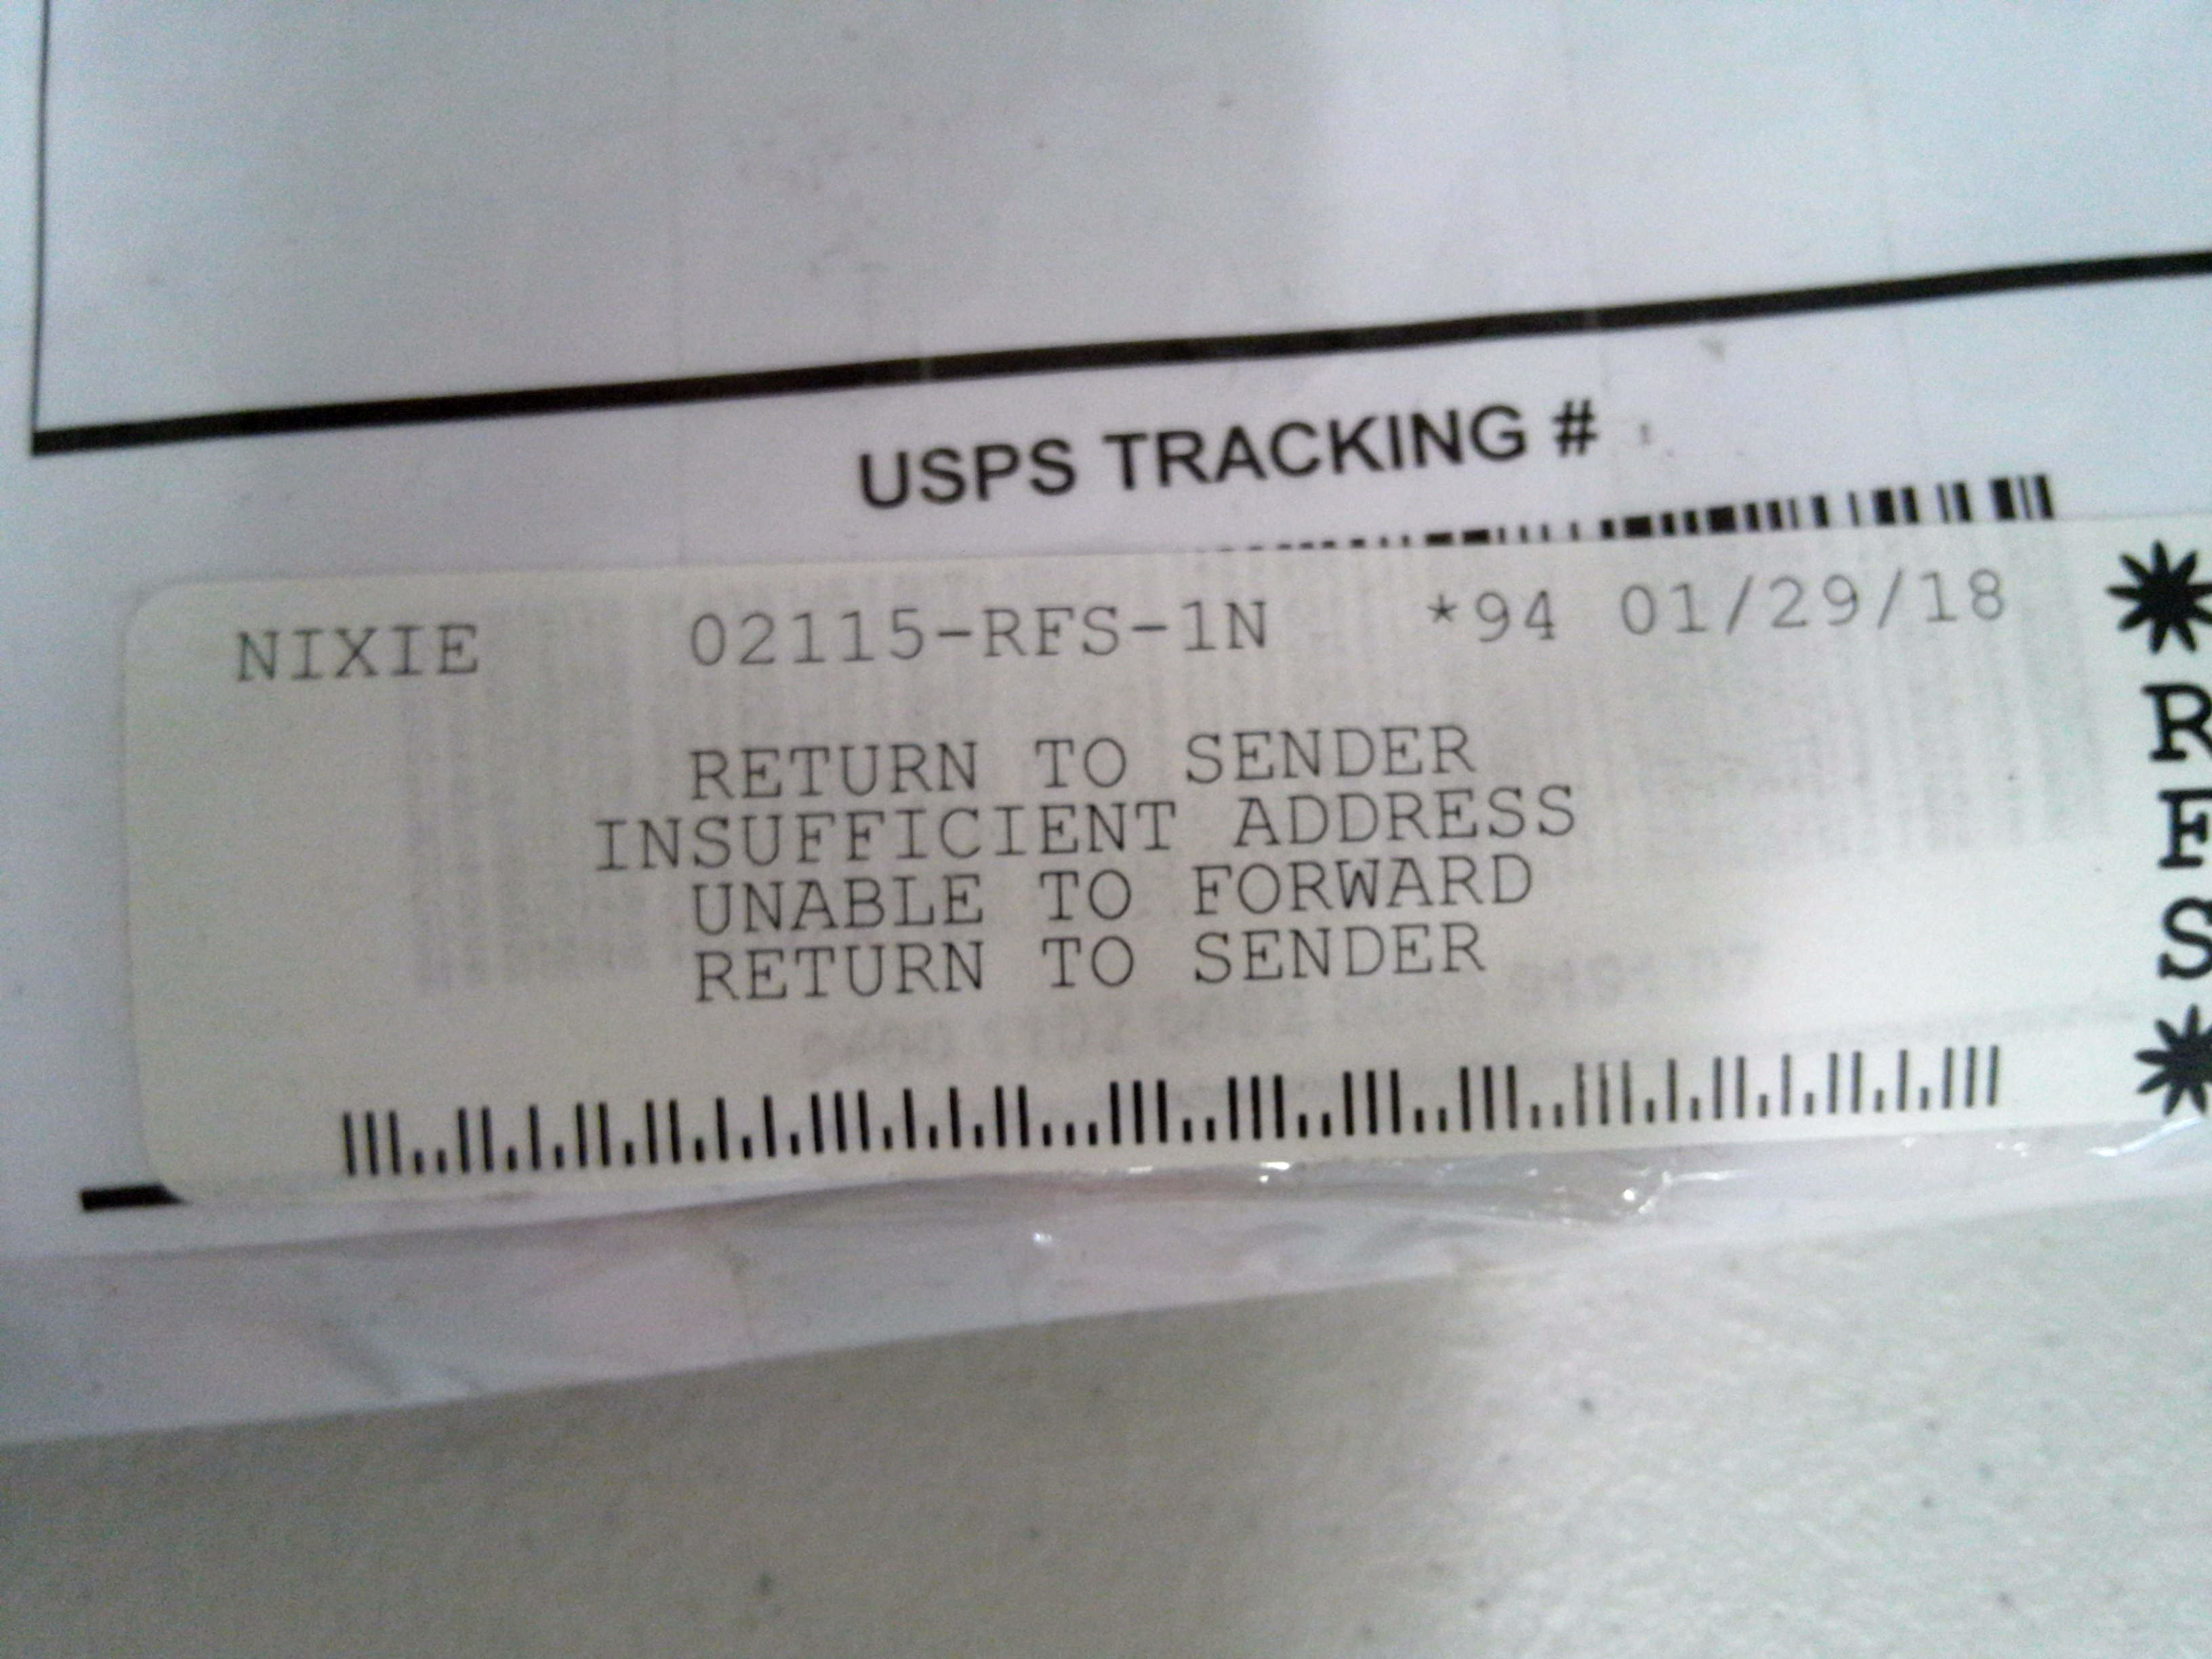 USPS TRACKING #
NIXIE 02115-RFS-1N *94 01/29/18
RETURN TO SENDER
INSUFFICIENT ADDRESS
UNABLE TO FORWARD
RETURN TO SENDER
*
R
F
S
*